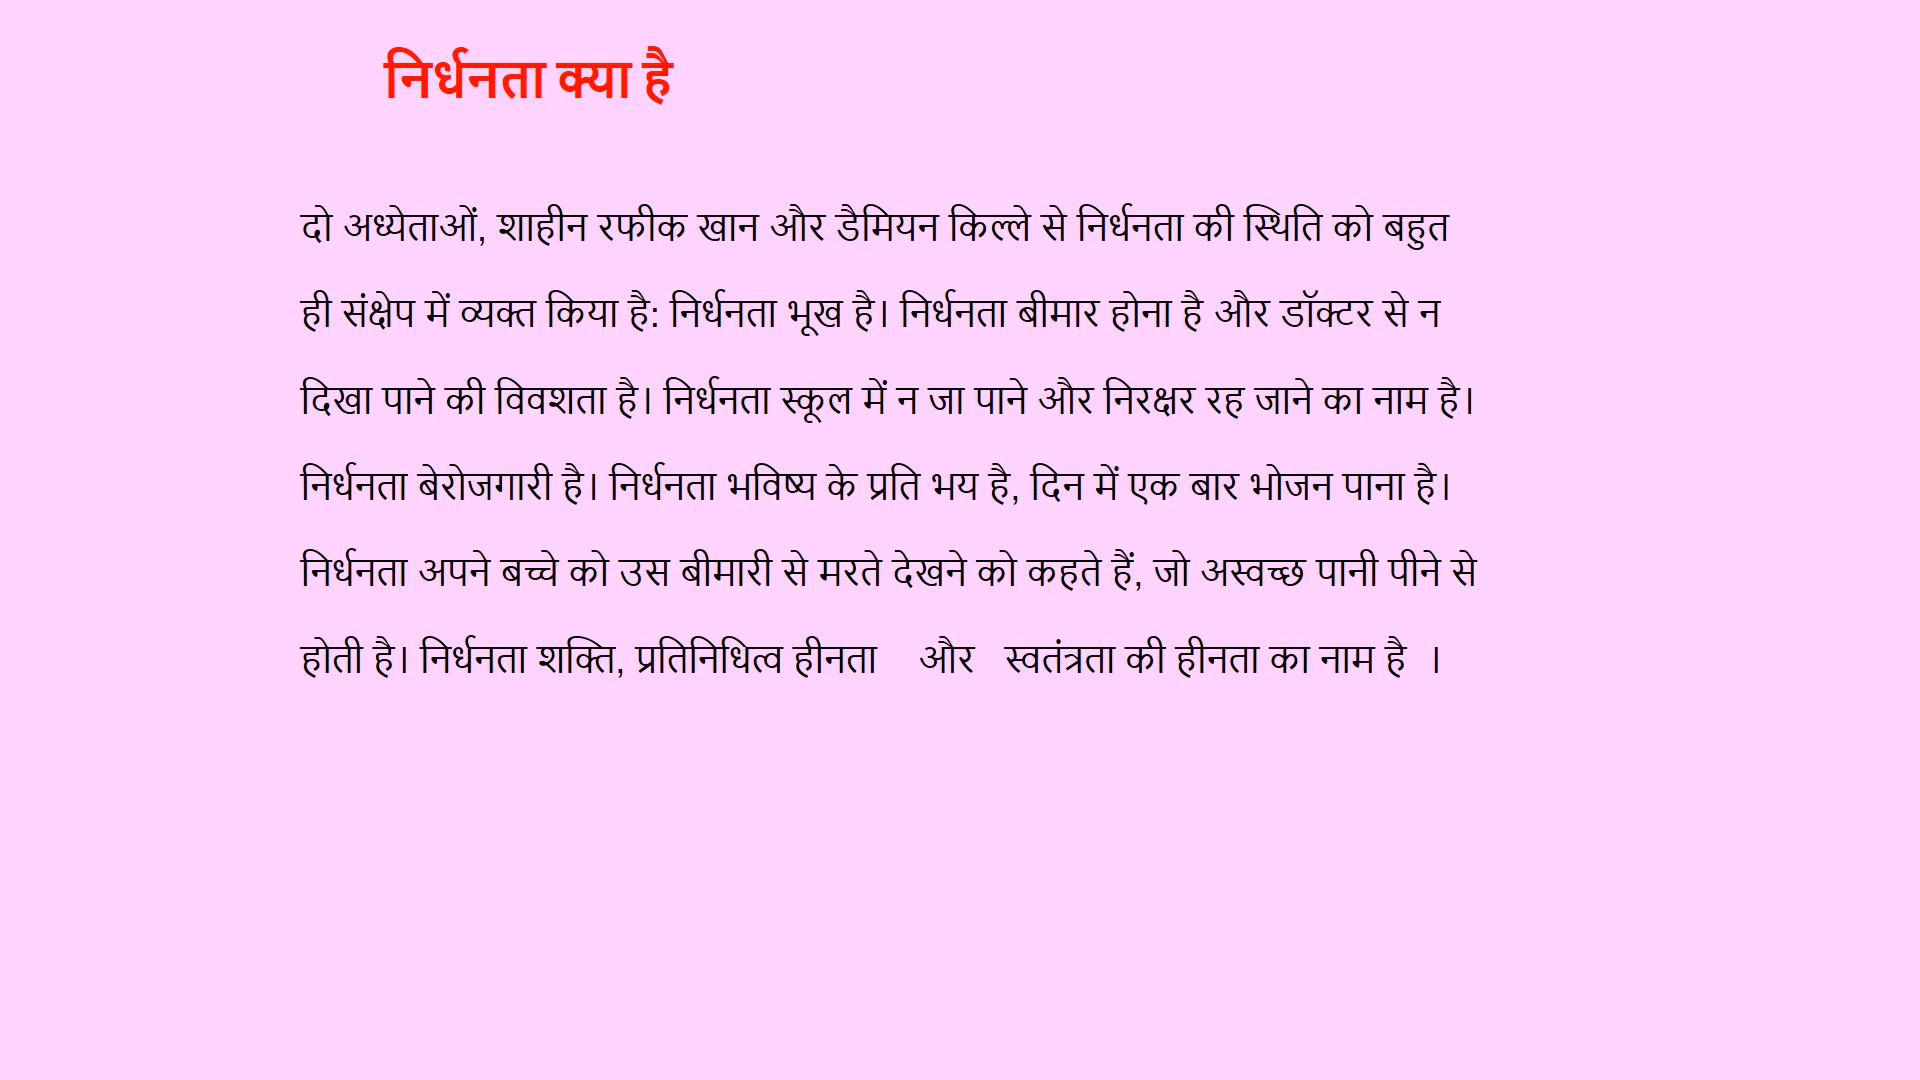 निर्धनता क्या है
दो अध्येताओं, शाहीन रफीक खान और डैमियन किल्ले से निर्धनता की स्थिति को बहुत
ही संक्षेप में व्यक्त किया है: निर्धनता भूख है। निर्धनता बीमार होना है और डॉक्टर से न
दिखा पाने की विवशता है। निर्धनता स्कूल में न जा पाने और निरक्षर रह जाने का नाम है।
निर्धनता बेरोजगारी है। निर्धनता भविष्य के प्रति भय है, दिन में एक बार भोजन पाना है।
निर्धनता अपने बच्चे को उस बीमारी से मरते देखने को कहते हैं, जो अस्वच्छ पानी पीने से
होती है। निर्धनता शक्ति, प्रतिनिधित्व हीनता और स्वतंत्रता की हीनता का नाम है ।